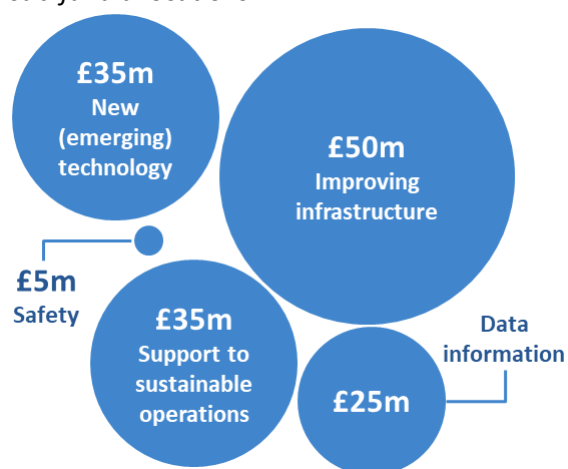 £35m
New
(emerging)
technology
£50m
Improving
infrastructure
£5m
Safety
£35m
Support to
sustainable
operations
Data
information
£25m